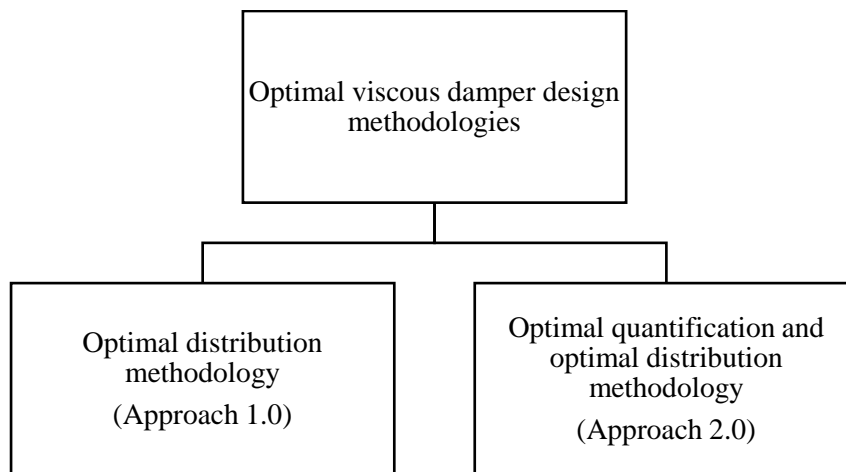 Optimal viscous damper design
methodologies
Optimal distribution
methodology
(Approach 1.0)
Optimal quantification and
optimal distribution
methodology
(Approach 2.0)